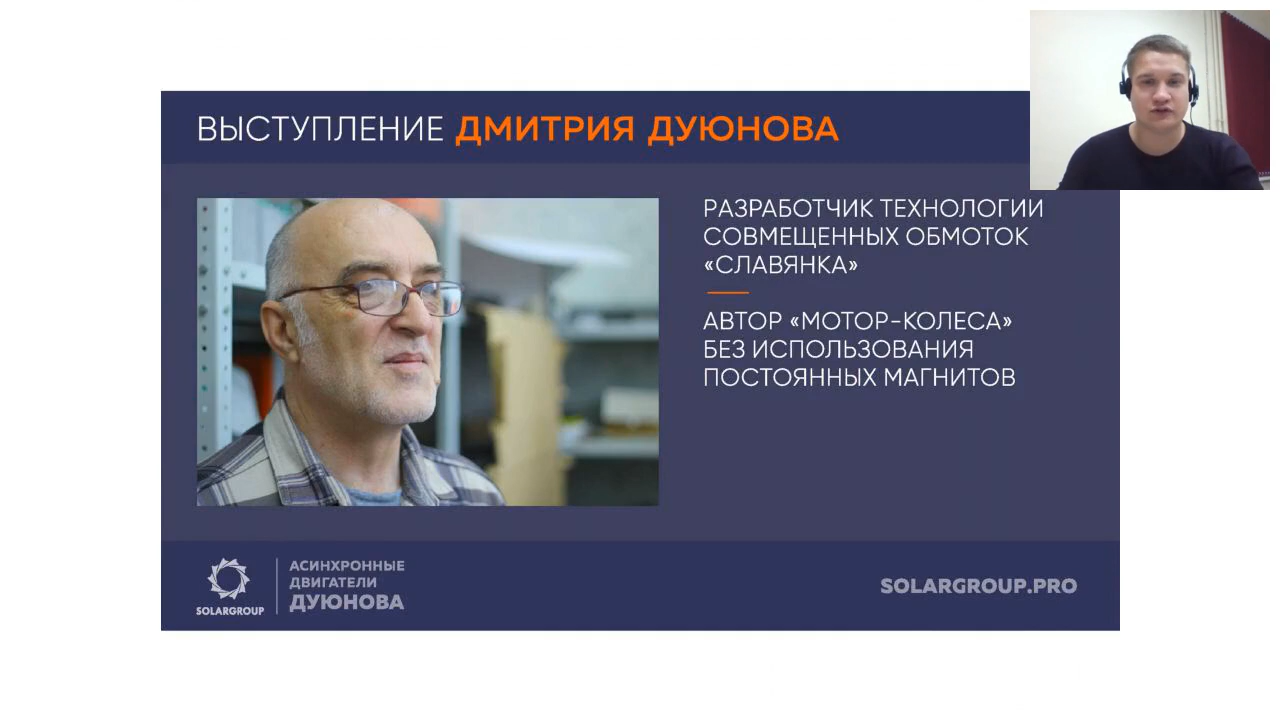 ВЫСТУПЛЕНИЕ ДМИТРИЯ ДУЮНОВА
РАЗРАБОТЧИК ТЕХНОЛОГИИ
СОВМЕЩЕННЫХ ОБМОТОК
«СЛАВЯНКА»
АВТОР «МОТОР-КОЛЕСА»
БЕЗ ИСПОЛЬЗОВАНИЯ
ПОСТОЯННЫХ МАГНИТОВ
SOLARGROUP
АСИНХРОННЫЕ
ДВИГАТЕЛИ
ДУЮНОВА
SOLARGROUP.PRO